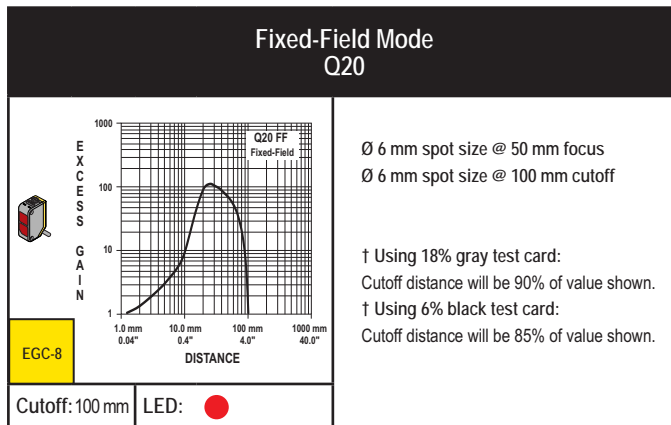 Fixed-Field Mode
Q20
EXCESS GAIN
1000
100
10
1
Q20 FF
Fixed-Field
1.0 mm 10.0 mm 100 mm 1000 mm
0.04" 0.4" 4.0" 40.0"
DISTANCE
EGC-8
Cutoff: 100 mm LED:
Ø 6 mm spot size @ 50 mm focus
Ø 6 mm spot size @ 100 mm cutoff
† Using 18% gray test card:
Cutoff distance will be 90% of value shown.
† Using 6% black test card:
Cutoff distance will be 85% of value shown.